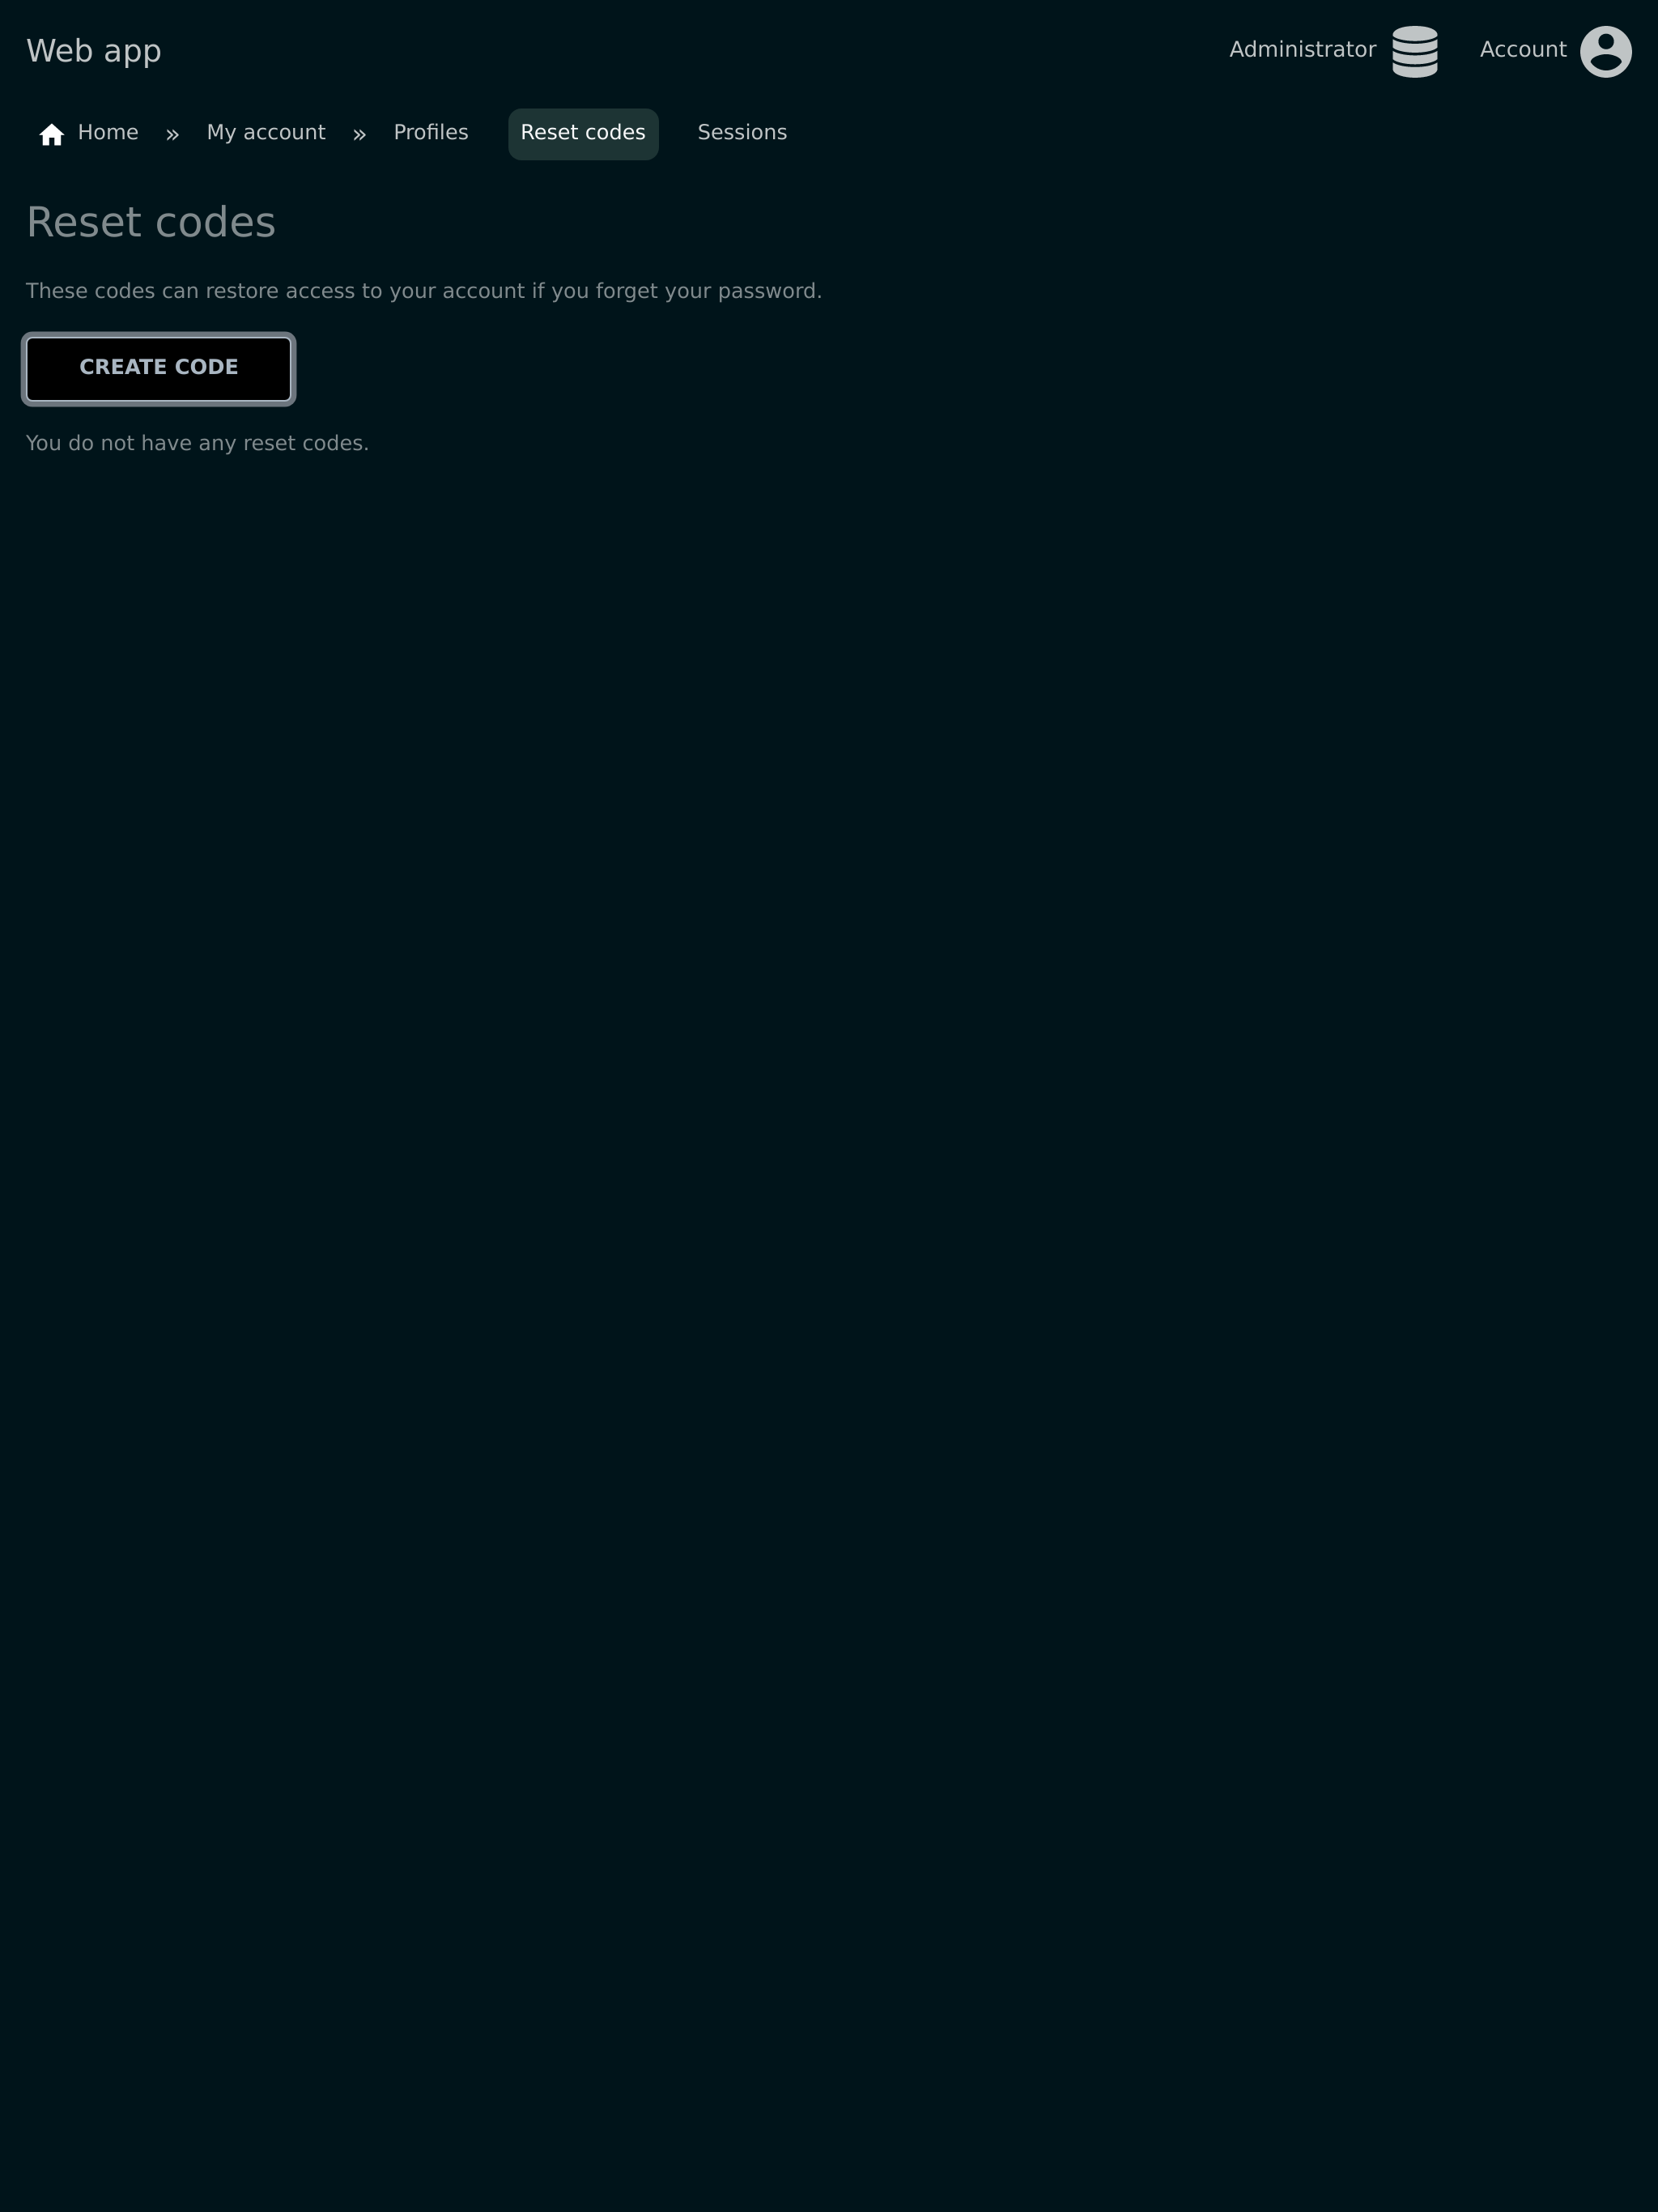 Web app
Administrator
Account
Home » My account » Profiles Reset codes Sessions
Reset codes
These codes can restore access to your account if you forget your password.
CREATE CODE
You do not have any reset codes.